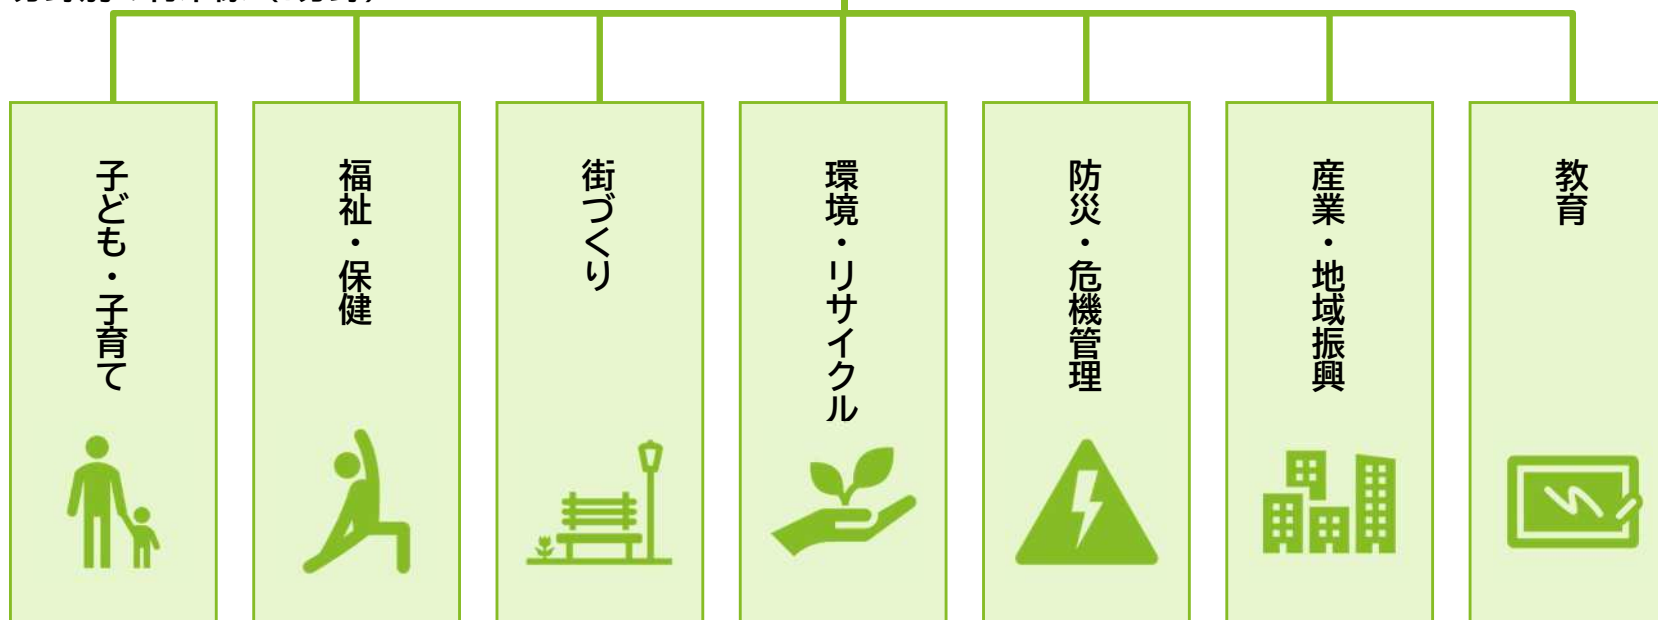 子ども・子育て
福祉・保健
街づくり
環境・リサイクル
防災・危機管理
産業・地域振興
教育